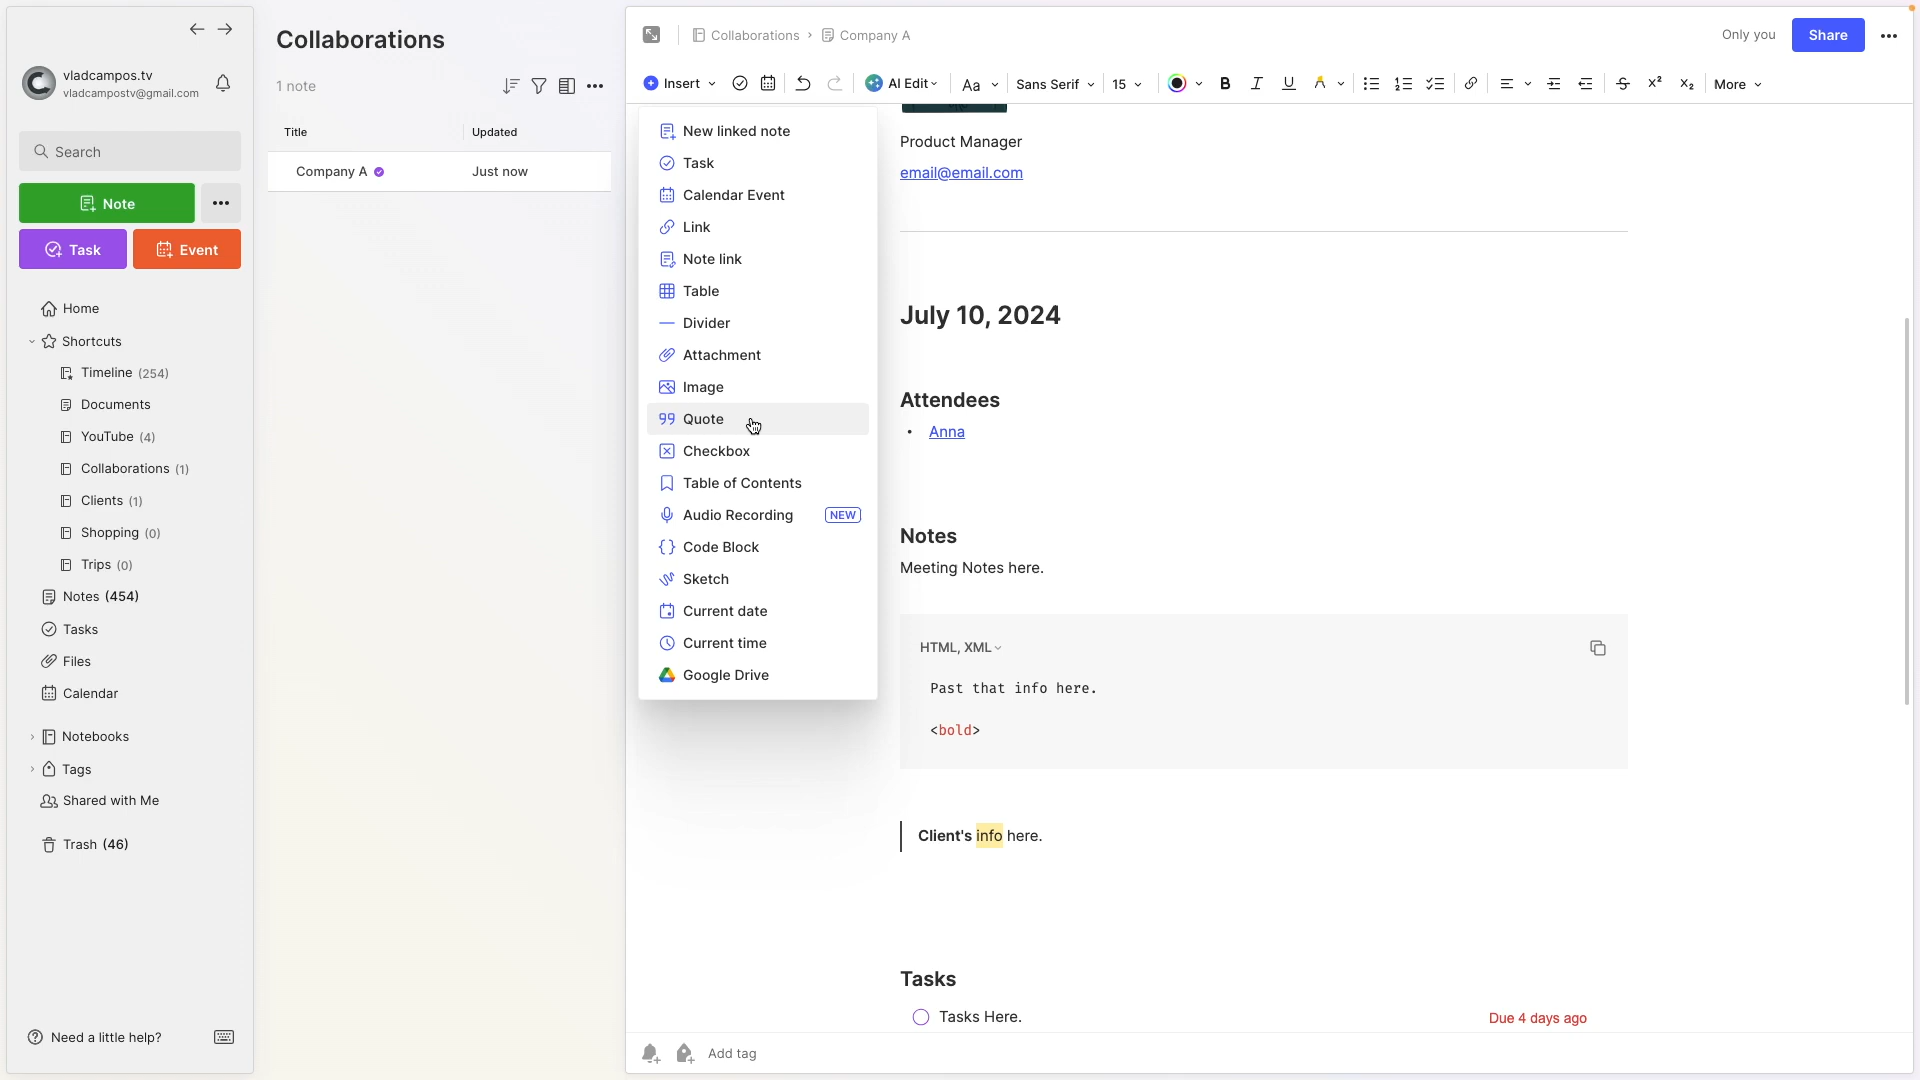 vladcampos.tv
vladcampostv@gmail.com
Search
Note
Task
Event
Home
Shortcuts
Timeline (254)
Documents
YouTube (4)
Collaborations (1)
Clients (1)
Shopping (0)
Trips (0)
Notes (454)
Tasks
Files
Calendar
Notebooks
Tags
Shared with Me
Trash (46)
Need a little help?
Collaborations
1 note
Title
Updated
Company A
Just now
Collaborations › Company A
Only you
Share
Insert
AI Edit
Aa
Sans Serif
15
B
I
U
More
New linked note
Task
Calendar Event
Link
Note link
Table
Divider
Attachment
Image
Quote
Checkbox
Table of Contents
Audio Recording NEW
Code Block
Sketch
Current date
Current time
Google Drive
Product Manager
email@email.com
July 10, 2024
Attendees
• Anna
Notes
Meeting Notes here.
HTML, XML
Past that info here.
<bold>
Client's info here.
Tasks
Tasks Here.
Due 4 days ago
Add tag